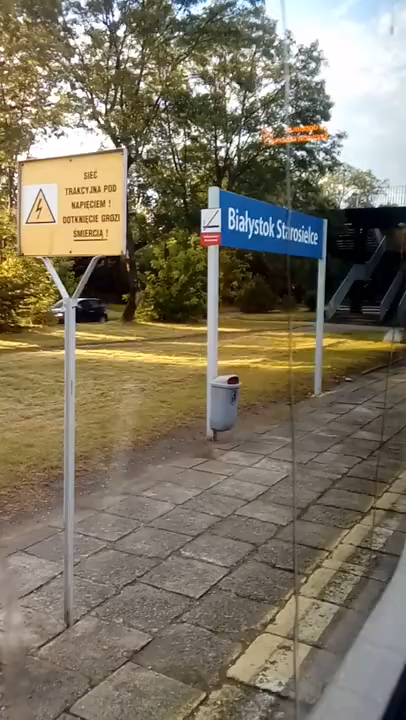 SIEĆ
TRAKCYJNA POD
NAPIĘCIEM !
DOTKNIĘCIE GROZI
ŚMIERCIĄ !
Białystok Starosielce